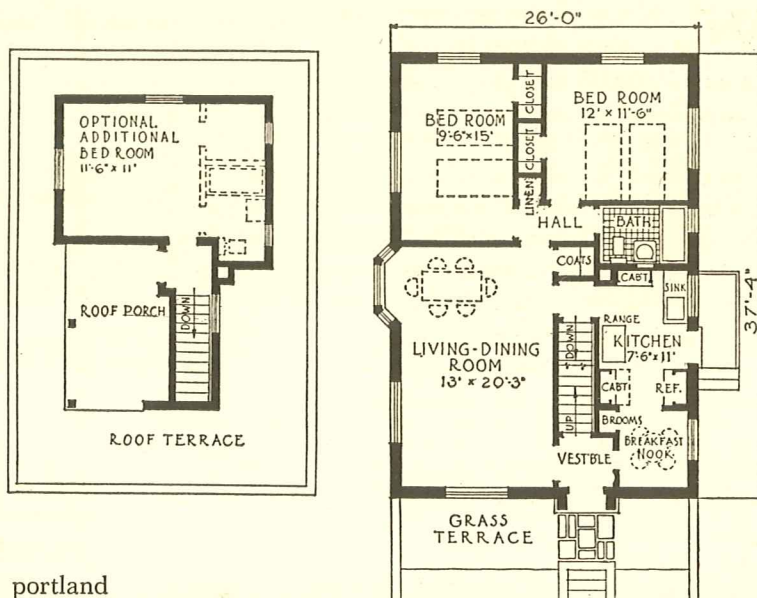 OPTIONAL
ADDITIONAL
BED ROOM
11'-6" x 11'
ROOF PORCH
DOWN
ROOF TERRACE
26'-0"
BED ROOM
9'-6" x 15'
CLOSET
CLOSET
LINEN
BED ROOM
12' x 11'-6"
HALL
BATH
COATS
CABT
SINK
37'-4"
LIVING-DINING
ROOM
13' x 20'-3"
DOWN
UP
RANGE
KITCHEN
7'-6" x 11'
CABT
REF.
BROOMS
BREAKFAST
NOOK
VESTBLE
GRASS
TERRACE
portland